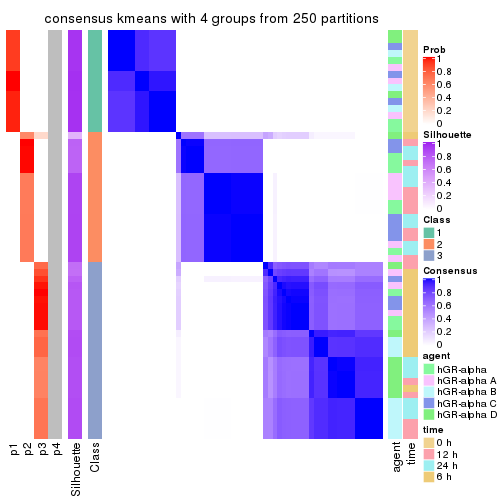 consensus kmeans with 4 groups from 250 partitions
Prob
1
0.8
0.6
0.4
0.2
0
Silhouette
1
0.8
0.6
0.4
0.2
0
Class
1
2
3
Consensus
1
0.8
0.6
0.4
0.2
0
agent
hGR-alpha
hGR-alpha A
hGR-alpha B
hGR-alpha C
hGR-alpha D
time
0 h
12 h
24 h
6 h
p1
p2
p3
p4
Silhouette
Class
agent
time